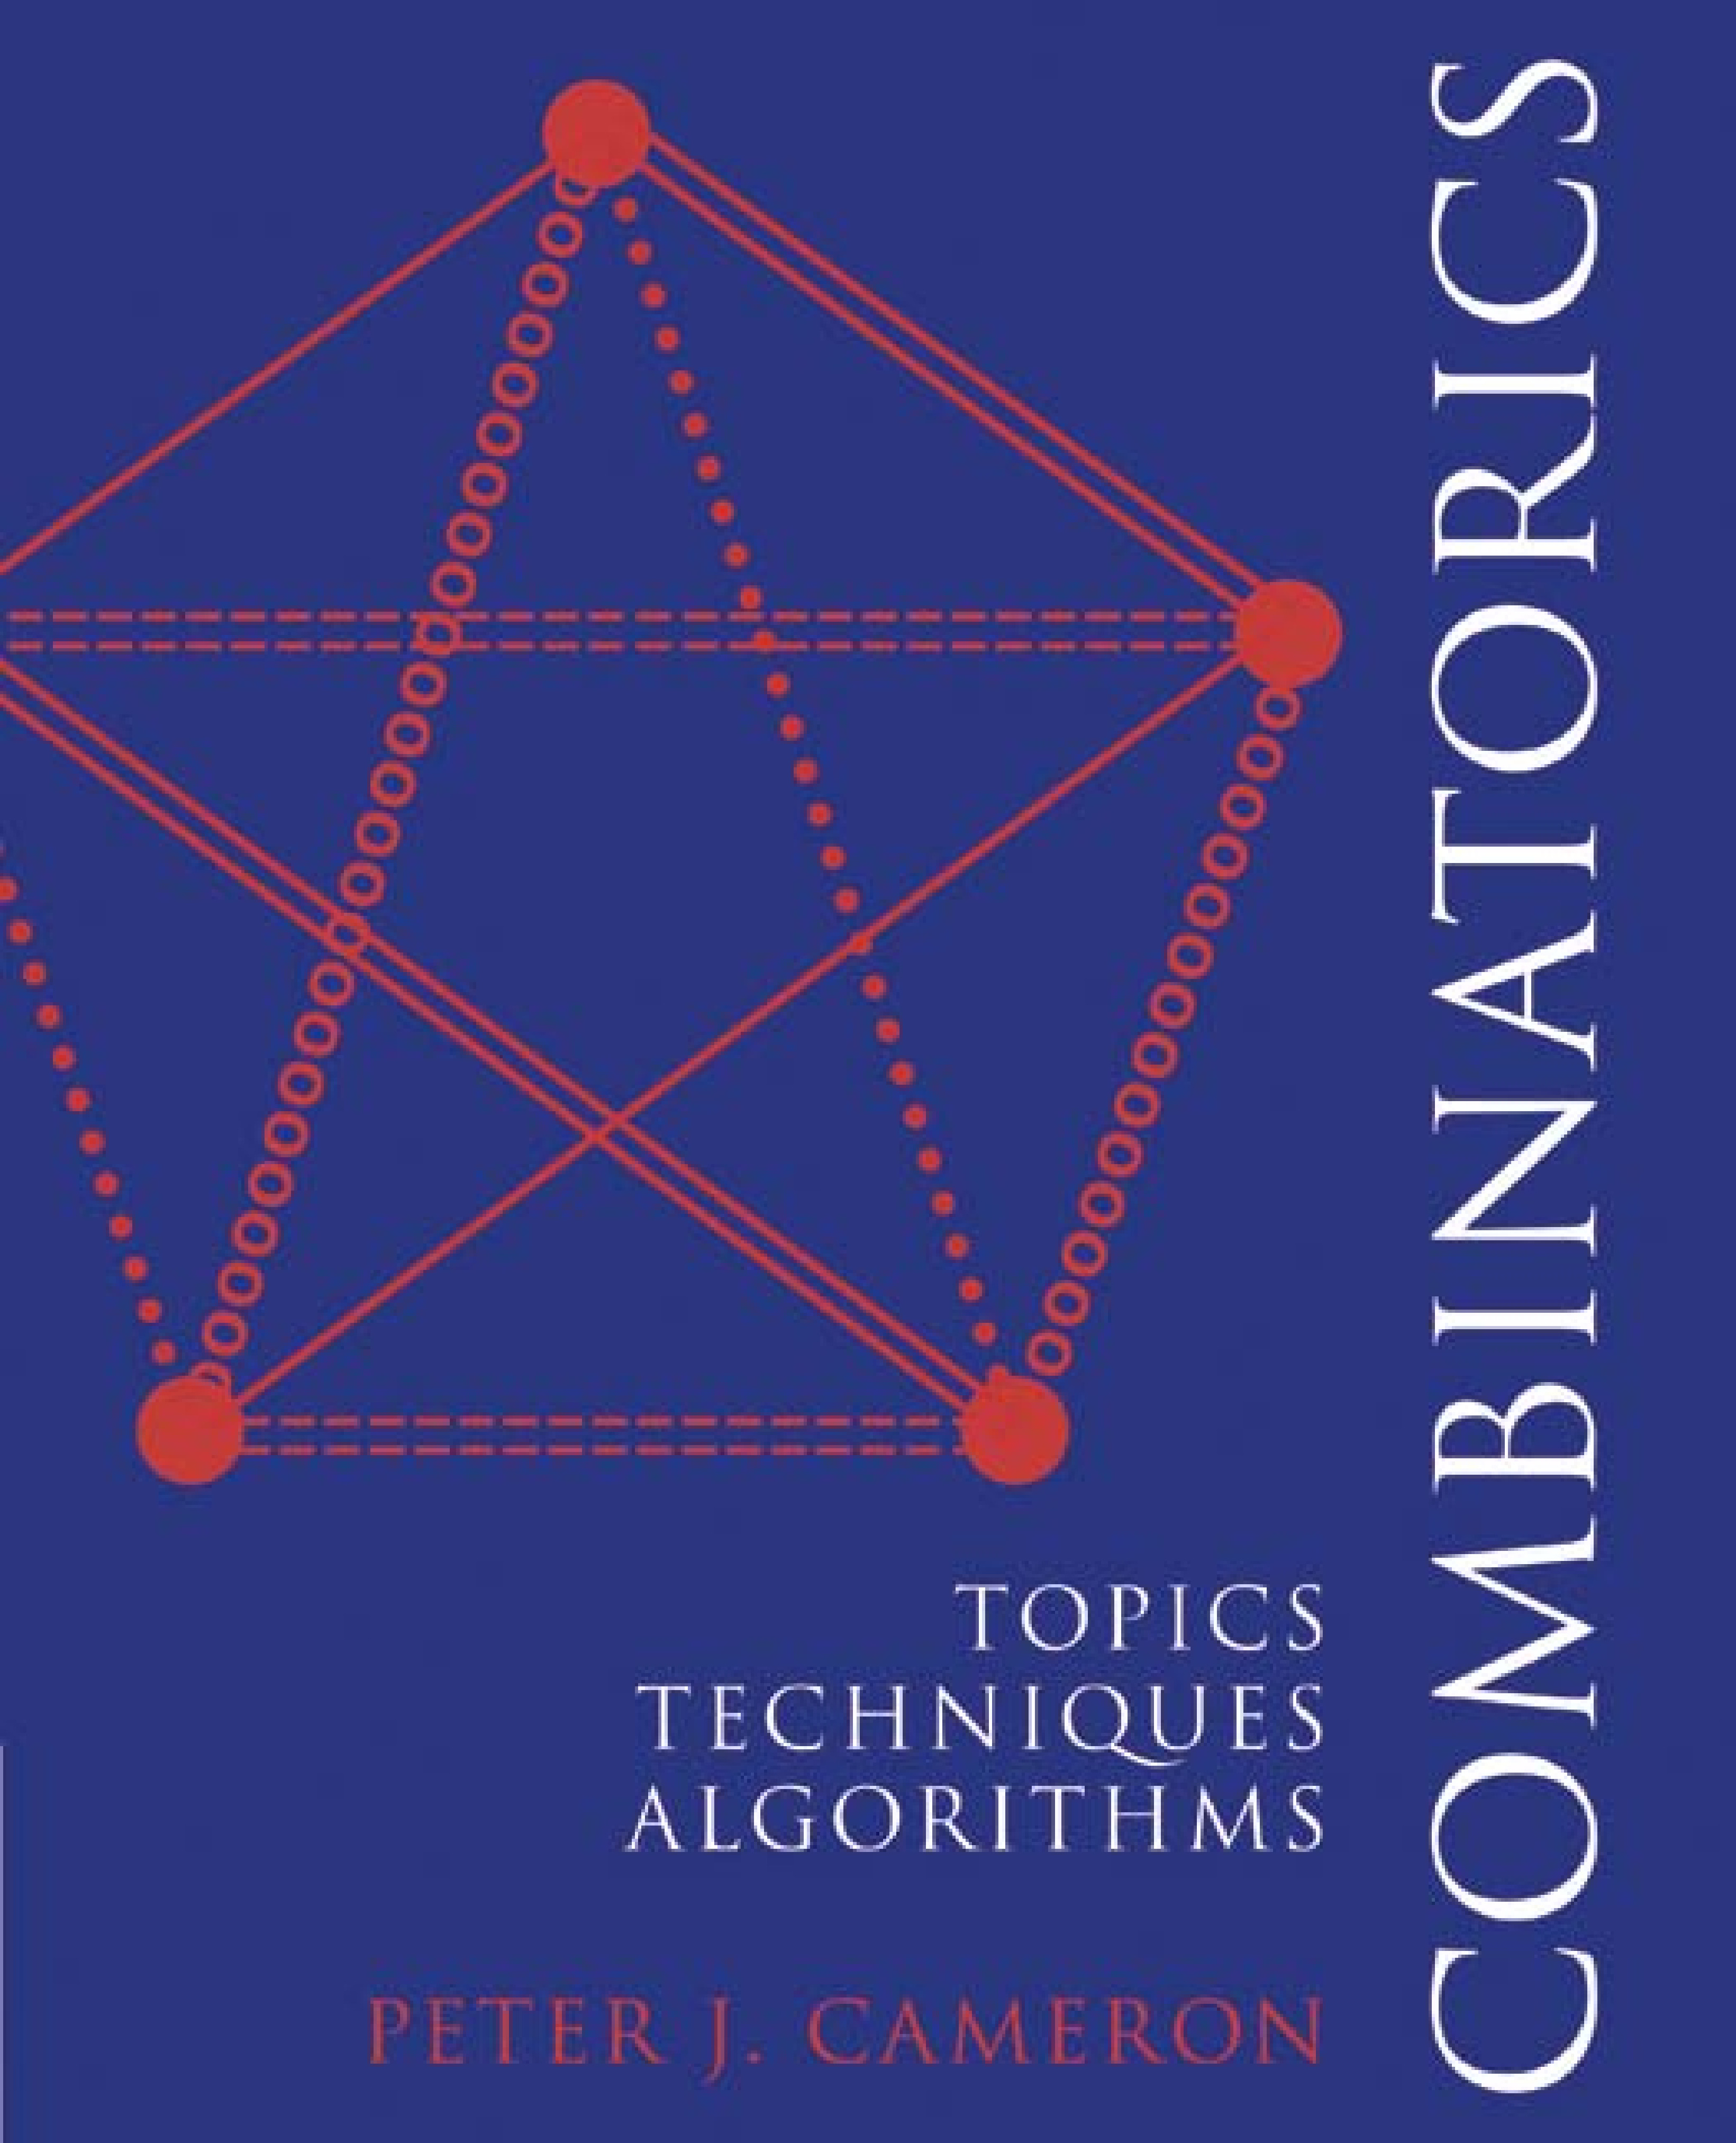 COMBINATORICS
TOPICS
TECHNIQUES
ALGORITHMS
PETER J. CAMERON